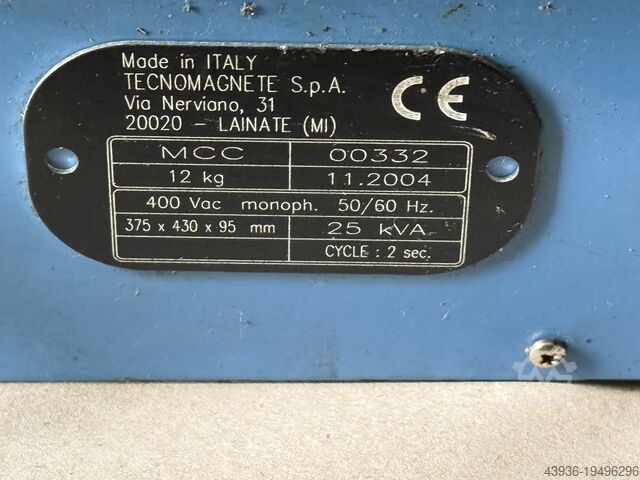 Made in ITALY
TECNOMAGNETE S.p.A.
Via Nerviano, 31
20020 - LAINATE (MI)
CE
MCC 00332
12 kg 11.2004
400 Vac monoph. 50/60 Hz.
375 x 430 x 95 mm 25 kVA
CYCLE : 2 sec.
43936-19496296